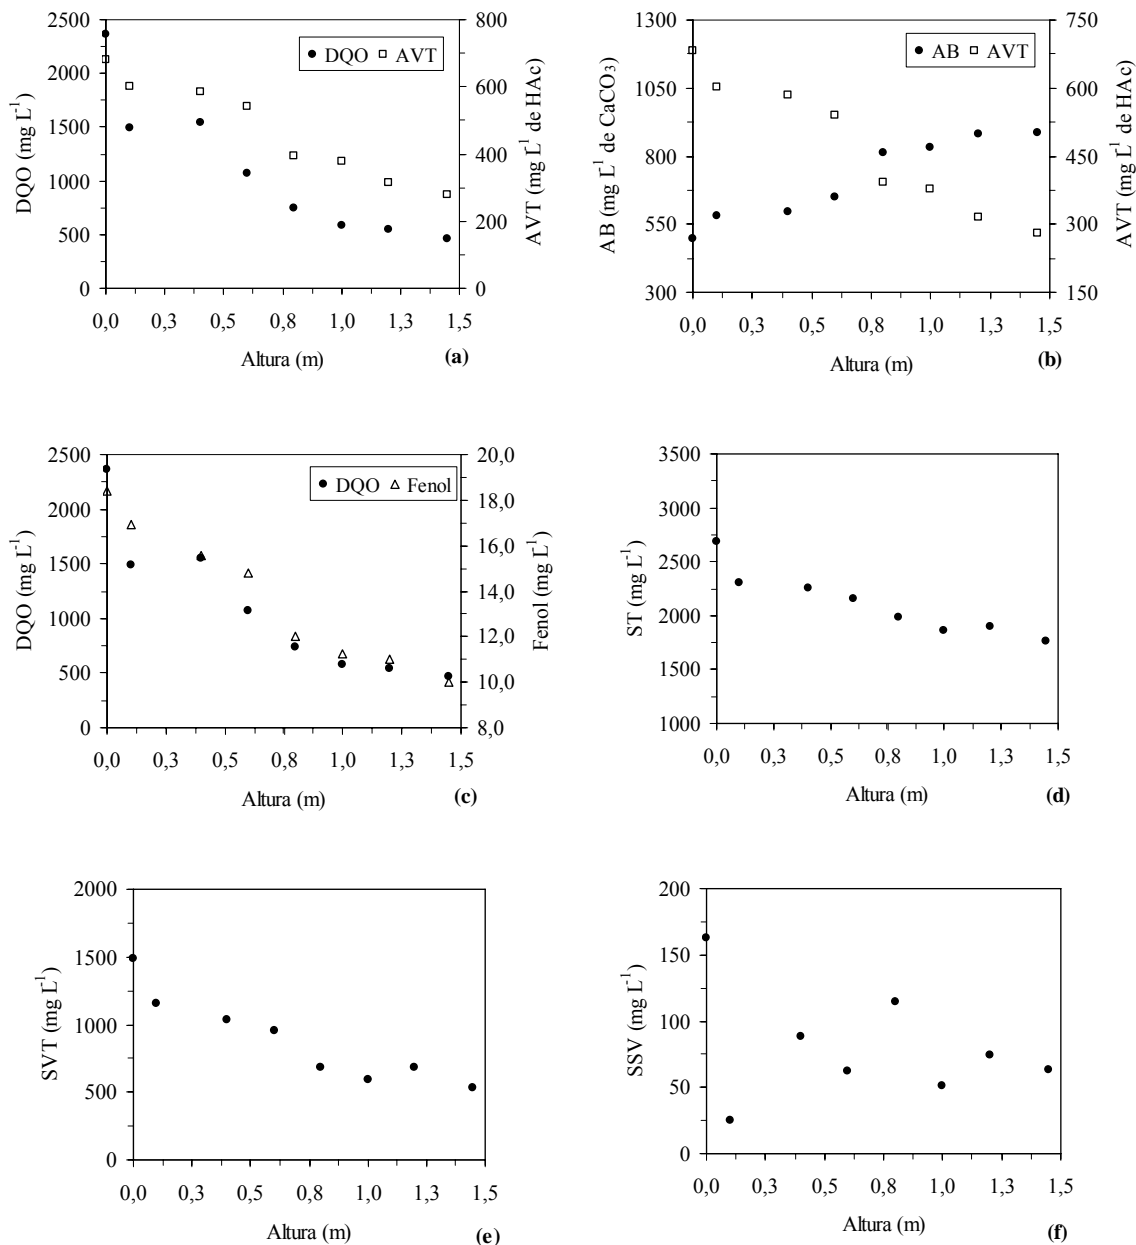 2500
2000
1500
1000
500
0
DQO (mg L⁻¹)
800
600
400
200
0
AVT (mg L⁻¹ de HAc)
DQO AVT
0,0 0,3 0,5 0,6 0,8 1,0 1,3 1,5
Altura (m)
(a)
1300
1050
800
550
300
AB (mg L⁻¹ de CaCO₃)
750
600
450
300
150
AVT (mg L⁻¹ de HAc)
AB AVT
0,0 0,3 0,5 0,6 0,8 1,0 1,3 1,5
Altura (m)
(b)
2500
2000
1500
1000
500
0
DQO (mg L⁻¹)
20,0
18,0
16,0
14,0
12,0
10,0
8,0
Fenol (mg L⁻¹)
DQO Fenol
0,0 0,3 0,5 0,8 1,0 1,3 1,5
Altura (m)
(c)
3500
3000
2500
2000
1500
1000
ST (mg L⁻¹)
0,0 0,3 0,5 0,8 1,0 1,3 1,5
Altura (m)
(d)
2000
1500
1000
500
0
SVT (mg L⁻¹)
0,0 0,3 0,5 0,8 1,0 1,3 1,5
Altura (m)
(e)
200
150
100
50
0
SSV (mg L⁻¹)
0,0 0,3 0,5 0,8 1,0 1,3 1,5
Altura (m)
(f)